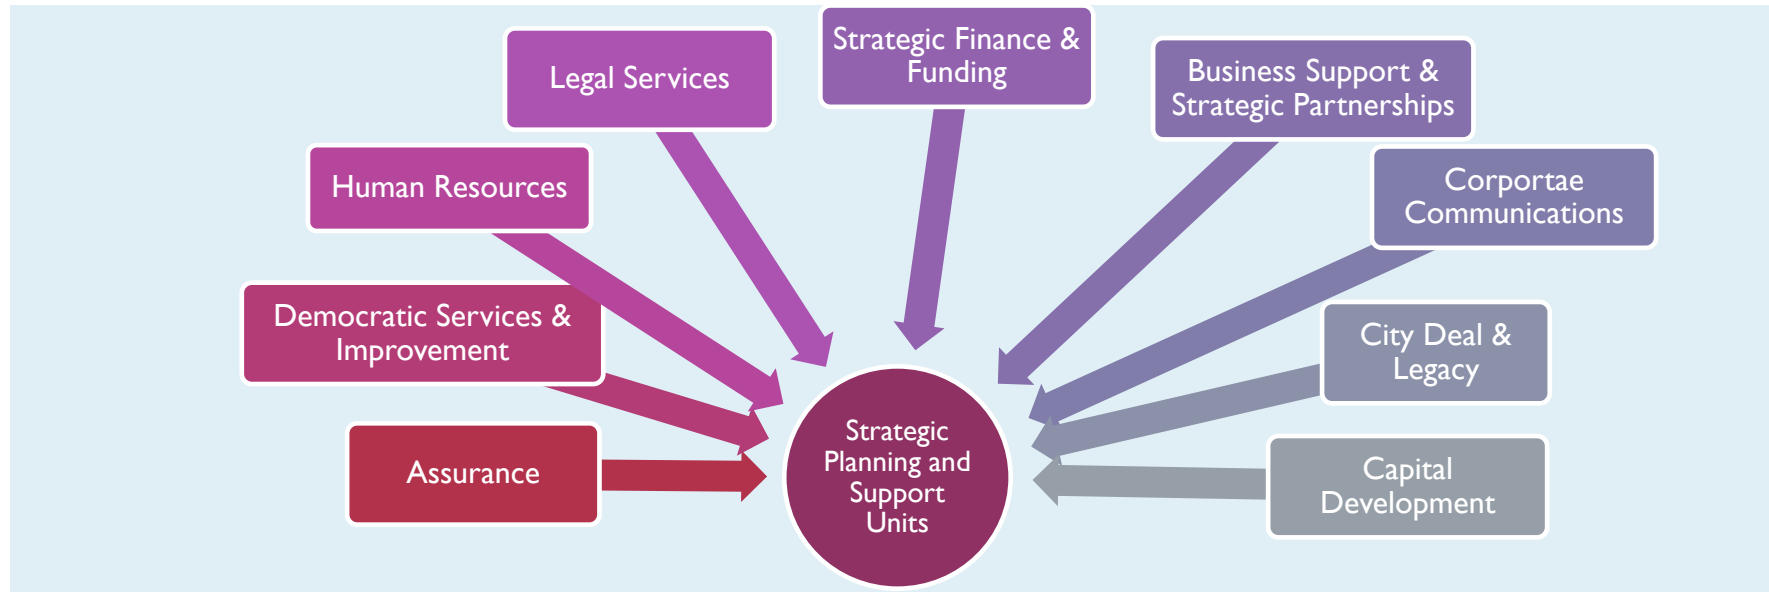 Strategic Finance &
Funding
Legal Services
Business Support &
Strategic Partnerships
Human Resources
Corportae
Communications
Democratic Services &
Improvement
City Deal &
Legacy
Assurance
Strategic
Planning and
Support
Units
Capital
Development